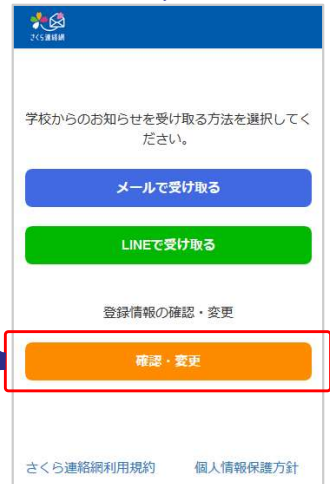 さくら連絡網
学校からのお知らせを受け取る方法を選択してく
ださい。
メールで受け取る
LINEで受け取る
登録情報の確認・変更
確認・変更
さくら連絡網利用規約 個人情報保護方針